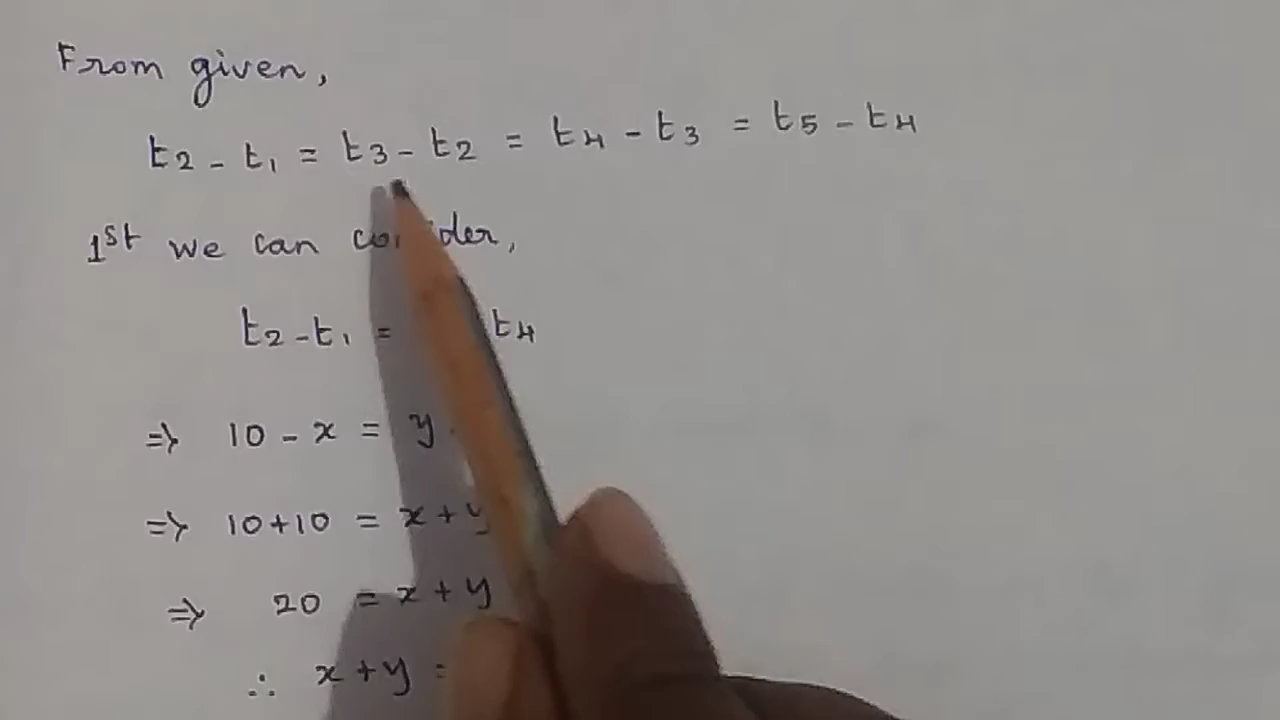 From given,
t2 - t1 = t3 - t2 = t4 - t3 = t5 - t4
1st we can
t2 - t1 = t4
=> 10 - x = y
=> 10+10 = x+y
=> 20 = x+y
∴ x+y =